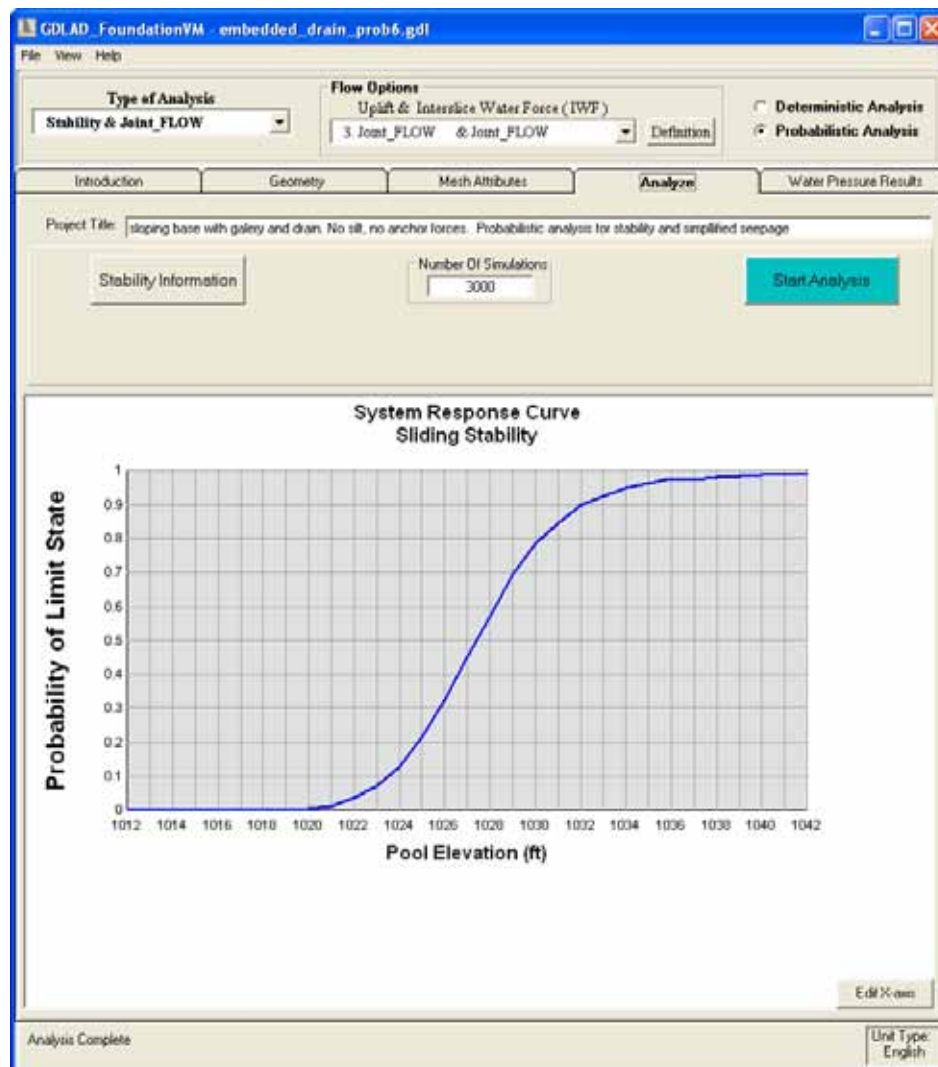 GDLAD_FoundationVM - embedded_drain_prob6.gdl
File View Help
Type of Analysis
Stability & Joint_FLOW
Flow Options
Uplift & Interslice Water Force ( IWF )
3. Joint_FLOW & Joint_FLOW
Definition
Deterministic Analysis
Probabilistic Analysis
Introduction
Geometry
Mesh Attributes
Analyze
Water Pressure Results
Project Title:
sloping base with galery and drain. No silt, no anchor forces. Probabilistic analysis for stability and simplified seepage
Stability Information
Number Of Simulations
3000
Start Analysis
System Response Curve
Sliding Stability
Probability of Limit State
1
0.9
0.8
0.7
0.6
0.5
0.4
0.3
0.2
0.1
0
1012 1014 1016 1018 1020 1022 1024 1026 1028 1030 1032 1034 1036 1038 1040 1042
Pool Elevation (ft)
Edit X-axis
Analysis Complete
Unit Type:
English